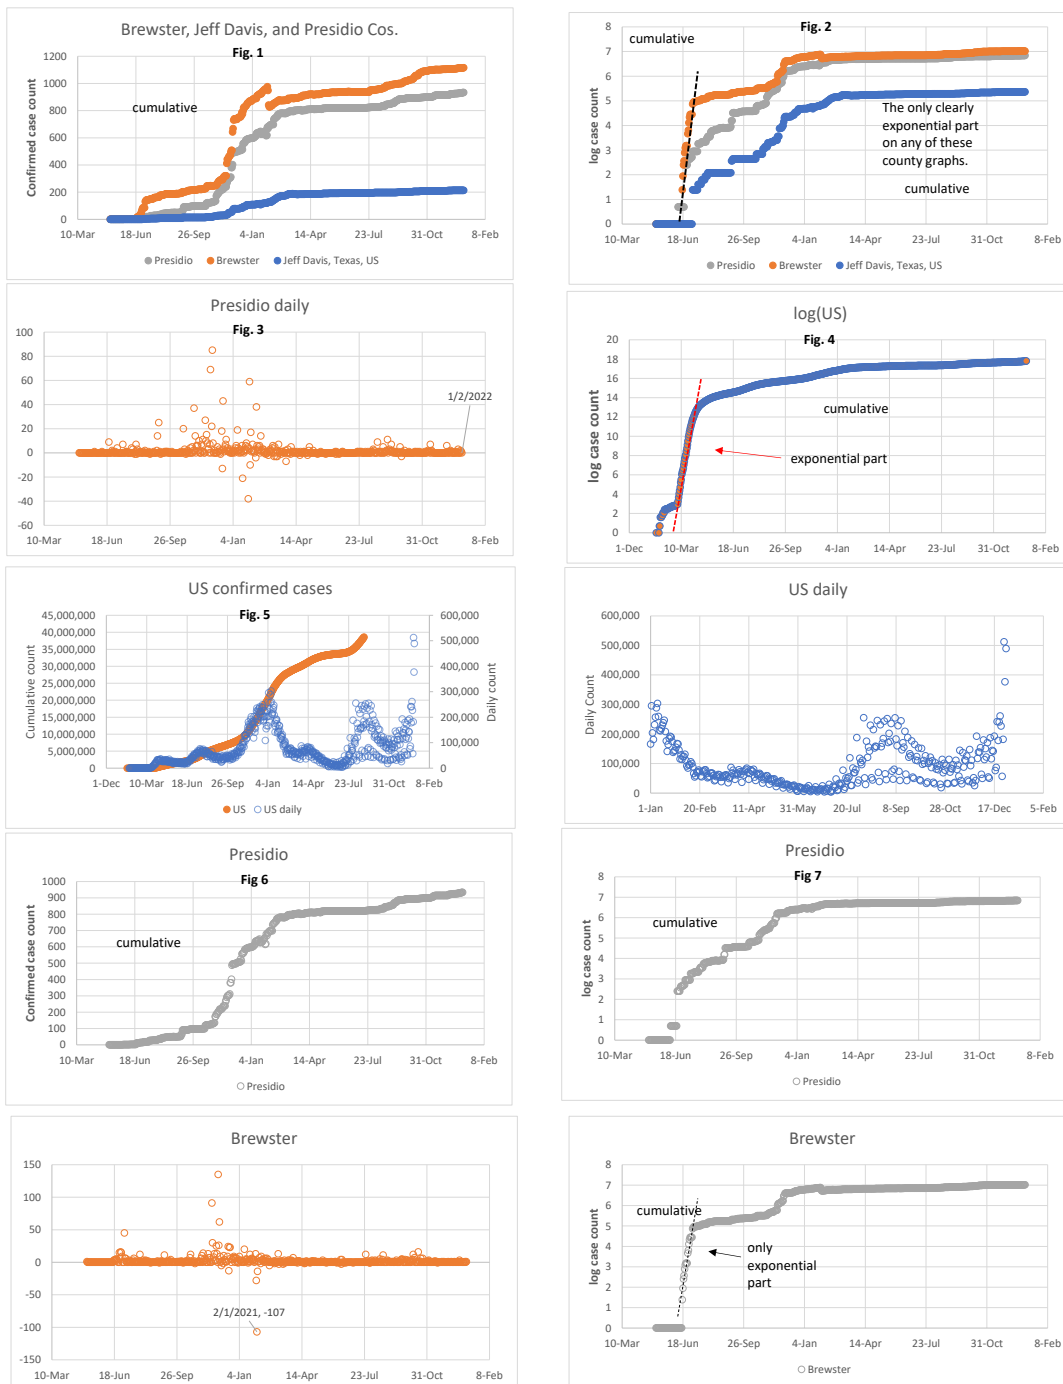 Brewster, Jeff Davis, and Presidio Cos.
Fig. 1
cumulative
Confirmed case count
1200
1000
800
600
400
200
0
10-Mar 18-Jun 26-Sep 4-Jan 14-Apr 23-Jul 31-Oct 8-Feb
Presidio Brewster Jeff Davis, Texas, US
Fig. 2
cumulative
log case count
8
7
6
5
4
3
2
1
0
The only clearly
exponential part
on any of these
county graphs.
cumulative
10-Mar 18-Jun 26-Sep 4-Jan 14-Apr 23-Jul 31-Oct 8-Feb
Presidio Brewster Jeff Davis, Texas, US
Presidio daily
Fig. 3
100
80
60
40
20
0
-20
-40
-60
1/2/2022
10-Mar 18-Jun 26-Sep 4-Jan 14-Apr 23-Jul 31-Oct 8-Feb
log(US)
Fig. 4
log case count
20
18
16
14
12
10
8
6
4
2
0
cumulative
exponential part
1-Dec 10-Mar 18-Jun 26-Sep 4-Jan 14-Apr 23-Jul 31-Oct 8-Feb
US confirmed cases
Fig. 5
Cumulative count
45,000,000
40,000,000
35,000,000
30,000,000
25,000,000
20,000,000
15,000,000
10,000,000
5,000,000
0
600,000
500,000
400,000
300,000
200,000
100,000
0
Daily count
1-Dec 10-Mar 18-Jun 26-Sep 4-Jan 14-Apr 23-Jul 31-Oct 8-Feb
US US daily
US daily
Daily Count
600,000
500,000
400,000
300,000
200,000
100,000
0
1-Jan 20-Feb 11-Apr 31-May 20-Jul 8-Sep 28-Oct 17-Dec 5-Feb
Presidio
Fig 6
cumulative
Confirmed case count
1000
900
800
700
600
500
400
300
200
100
0
10-Mar 18-Jun 26-Sep 4-Jan 14-Apr 23-Jul 31-Oct 8-Feb
Presidio
Presidio
Fig 7
cumulative
log case count
8
7
6
5
4
3
2
1
0
10-Mar 18-Jun 26-Sep 4-Jan 14-Apr 23-Jul 31-Oct 8-Feb
Presidio
Brewster
150
100
50
0
-50
-100
-150
2/1/2021, -107
10-Mar 18-Jun 26-Sep 4-Jan 14-Apr 23-Jul 31-Oct 8-Feb
Brewster
cumulative
log case count
8
7
6
5
4
3
2
1
0
only
exponential
part
10-Mar 18-Jun 26-Sep 4-Jan 14-Apr 23-Jul 31-Oct 8-Feb
Brewster